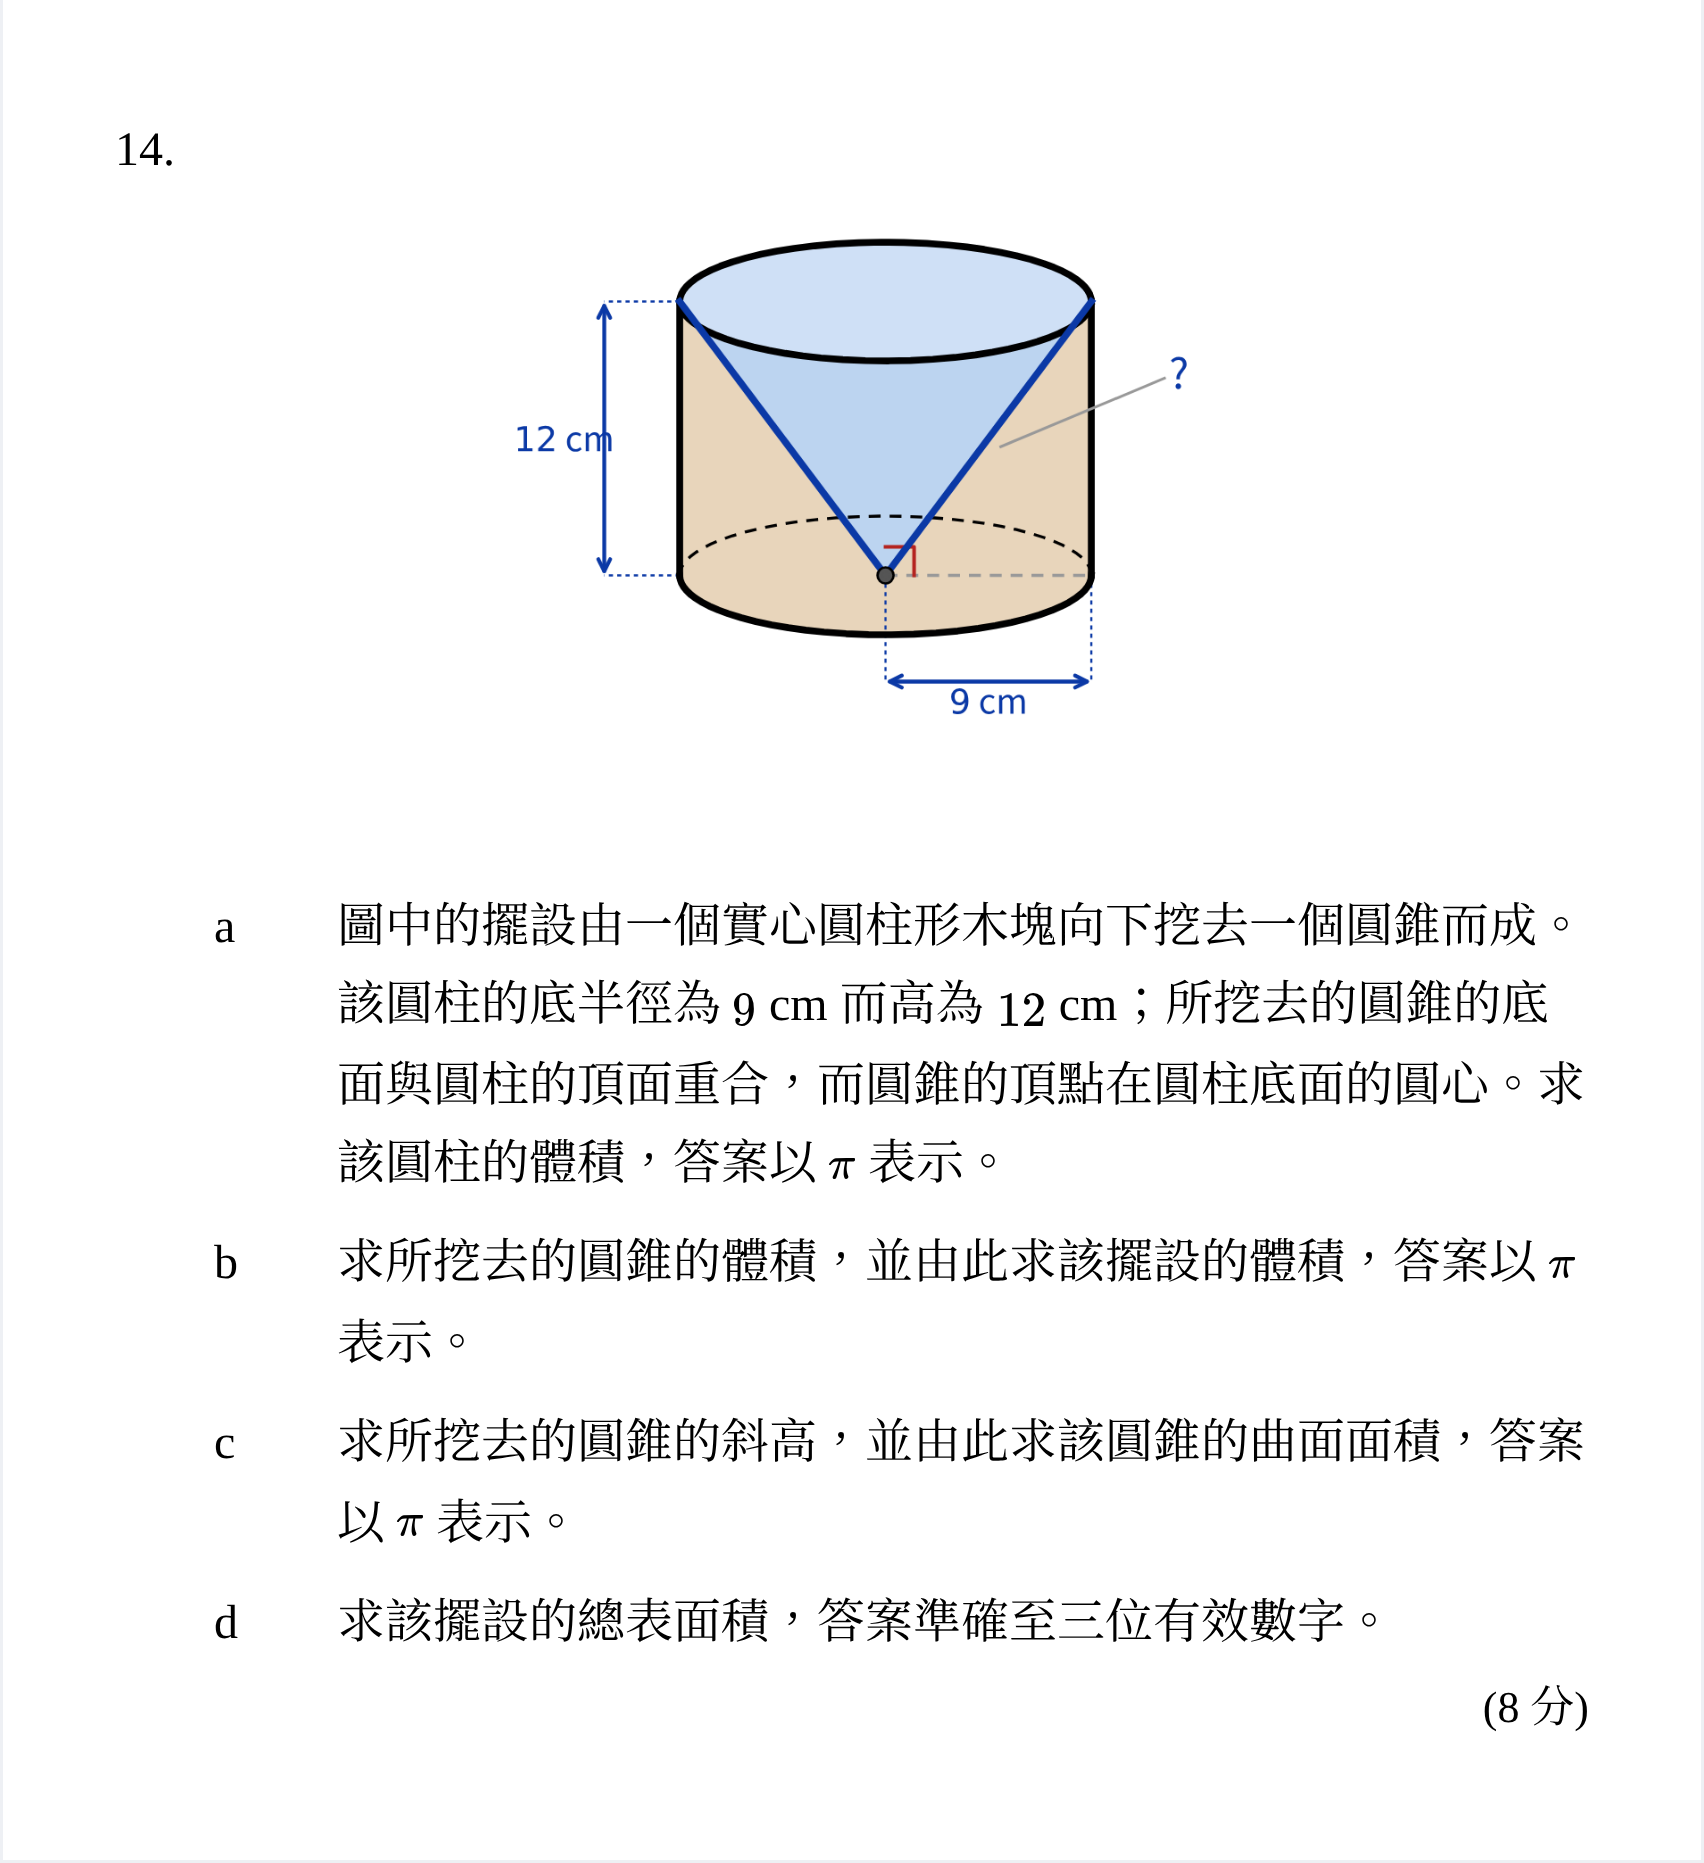 14.
?
12 cm
9 cm
a 圖中的擺設由一個實心圓柱形木塊向下挖去一個圓錐而成。
該圓柱的底半徑為 9 cm 而高為 12 cm；所挖去的圓錐的底
面與圓柱的頂面重合，而圓錐的頂點在圓柱底面的圓心。求
該圓柱的體積，答案以 π 表示。
b 求所挖去的圓錐的體積，並由此求該擺設的體積，答案以 π
表示。
c 求所挖去的圓錐的斜高，並由此求該圓錐的曲面面積，答案
以 π 表示。
d 求該擺設的總表面積，答案準確至三位有效數字。
(8 分)